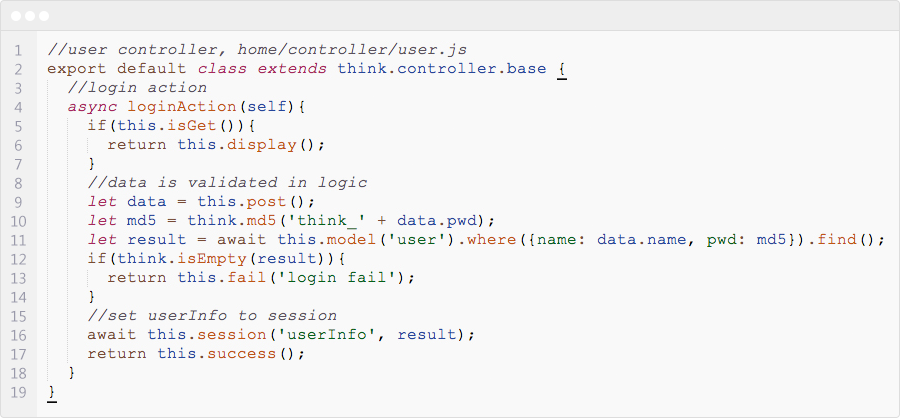 1 //user controller, home/controller/user.js
2 export default class extends think.controller.base {
3 //login action
4 async loginAction(self){
5 if(this.isGet()){
6 return this.display();
7 }
8 //data is validated in logic
9 let data = this.post();
10 let md5 = think.md5('think_' + data.pwd);
11 let result = await this.model('user').where({name: data.name, pwd: md5}).find();
12 if(think.isEmpty(result)){
13 return this.fail('login fail');
14 }
15 //set userInfo to session
16 await this.session('userInfo', result);
17 return this.success();
18 }
19 }